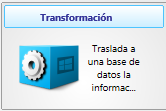 Transformación
Traslada a
una base de
datos la
informac...